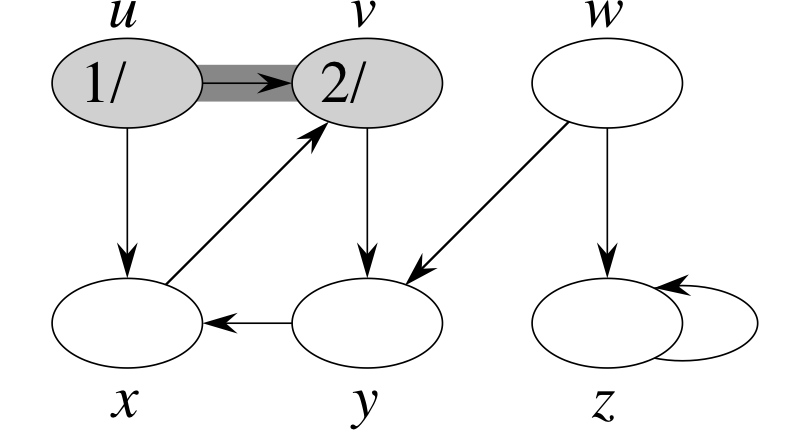 u v w
1/ 2/
x y z